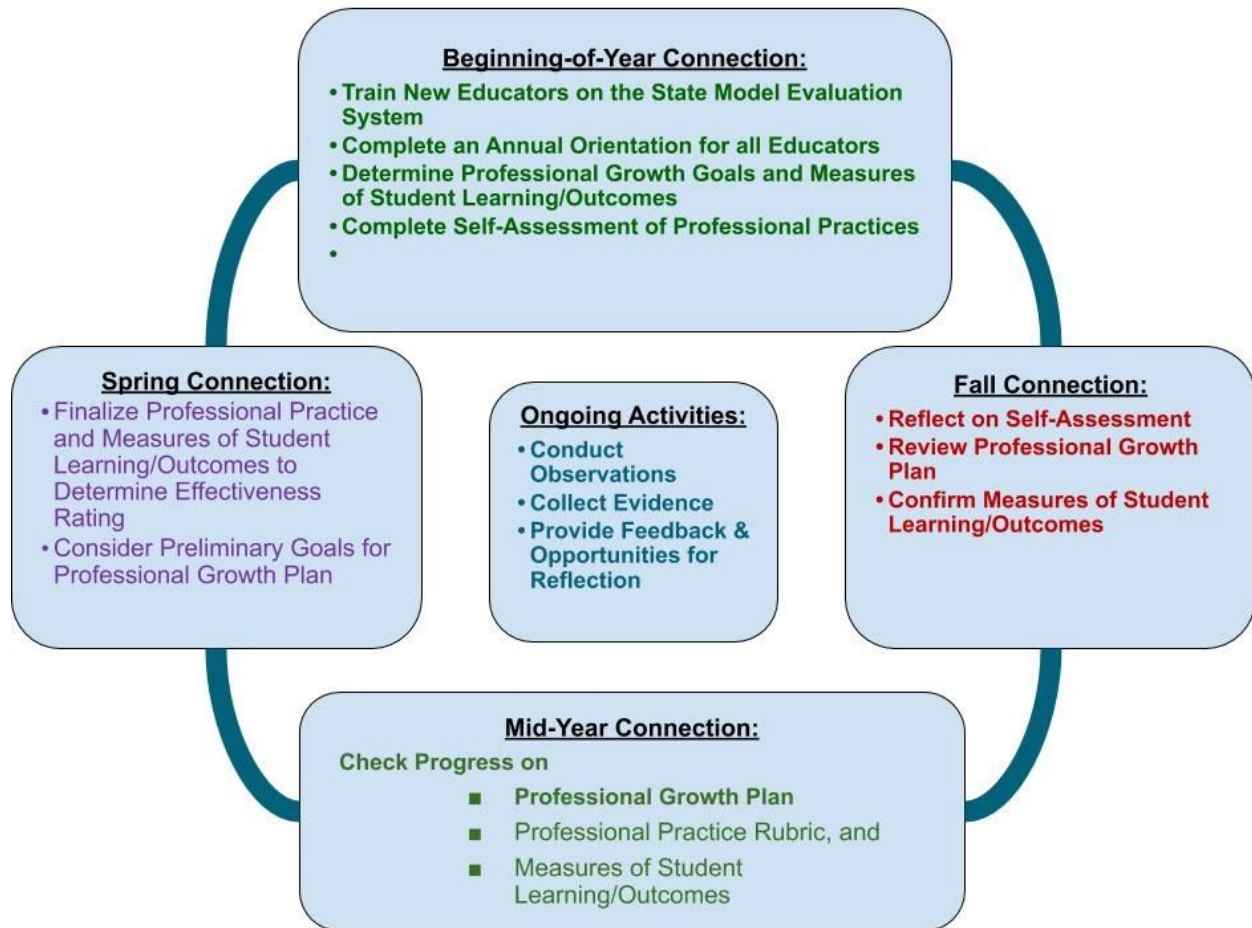 Beginning-of-Year Connection:
• Train New Educators on the State Model Evaluation
System
• Complete an Annual Orientation for all Educators
• Determine Professional Growth Goals and Measures
of Student Learning/Outcomes
• Complete Self-Assessment of Professional Practices
•
Spring Connection:
• Finalize Professional Practice
and Measures of Student
Learning/Outcomes to
Determine Effectiveness
Rating
• Consider Preliminary Goals for
Professional Growth Plan
Ongoing Activities:
• Conduct
Observations
• Collect Evidence
• Provide Feedback &
Opportunities for
Reflection
Fall Connection:
• Reflect on Self-Assessment
• Review Professional Growth
Plan
• Confirm Measures of Student
Learning/Outcomes
Mid-Year Connection:
Check Progress on
■ Professional Growth Plan
■ Professional Practice Rubric, and
■ Measures of Student
Learning/Outcomes